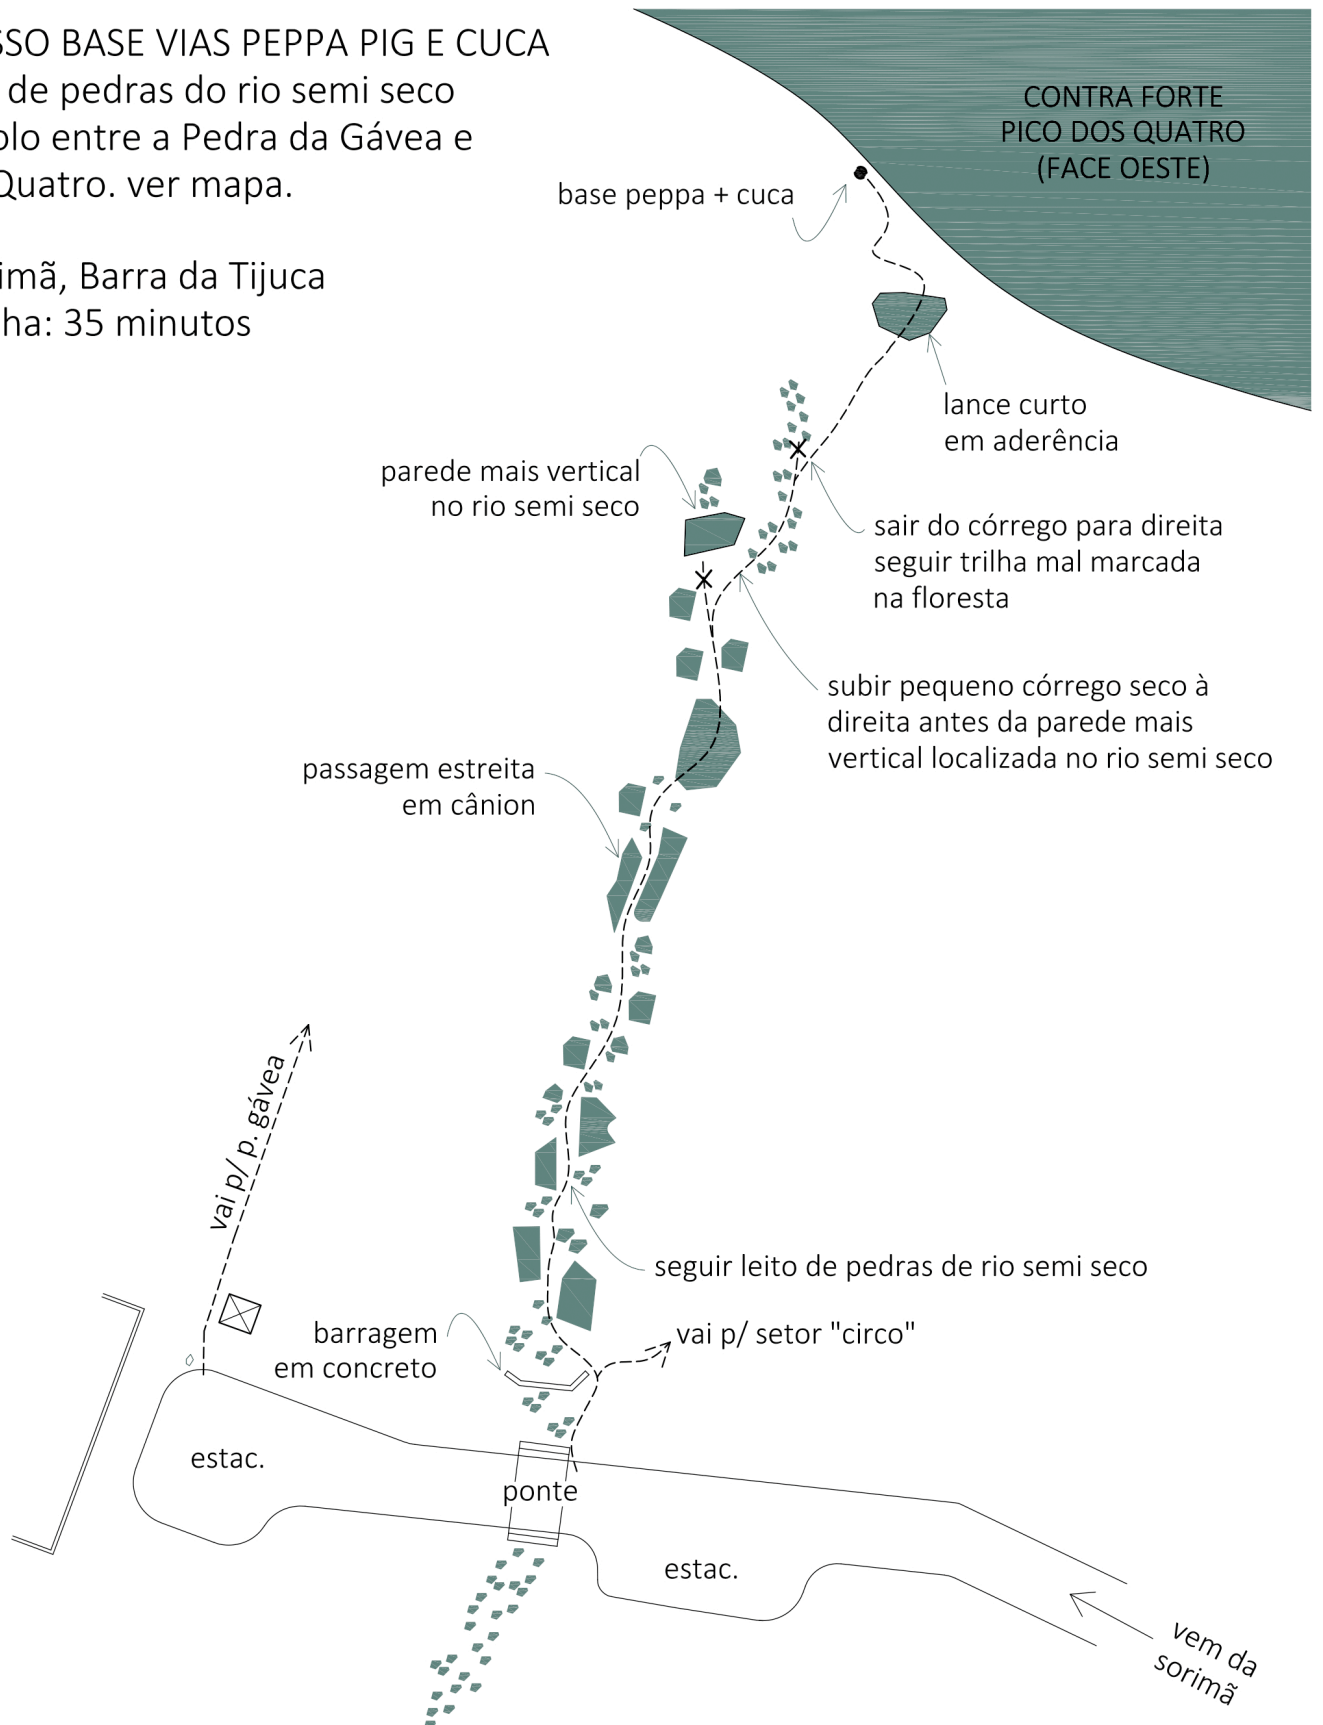 SSO BASE VIAS PEPPA PIG E CUCA
de pedras do rio semi seco
olo entre a Pedra da Gávea e
Quatro. ver mapa.
imã, Barra da Tijuca
ha: 35 minutos
CONTRA FORTE
PICO DOS QUATRO
(FACE OESTE)
base peppa + cuca
lance curto
em aderência
parede mais vertical
no rio semi seco
sair do córrego para direita
seguir trilha mal marcada
na floresta
subir pequeno córrego seco à
direita antes da parede mais
vertical localizada no rio semi seco
passagem estreita
em cânion
vai p/ p. gávea
seguir leito de pedras de rio semi seco
barragem
em concreto
vai p/ setor "circo"
estac.
ponte
estac.
vem da
sorimã